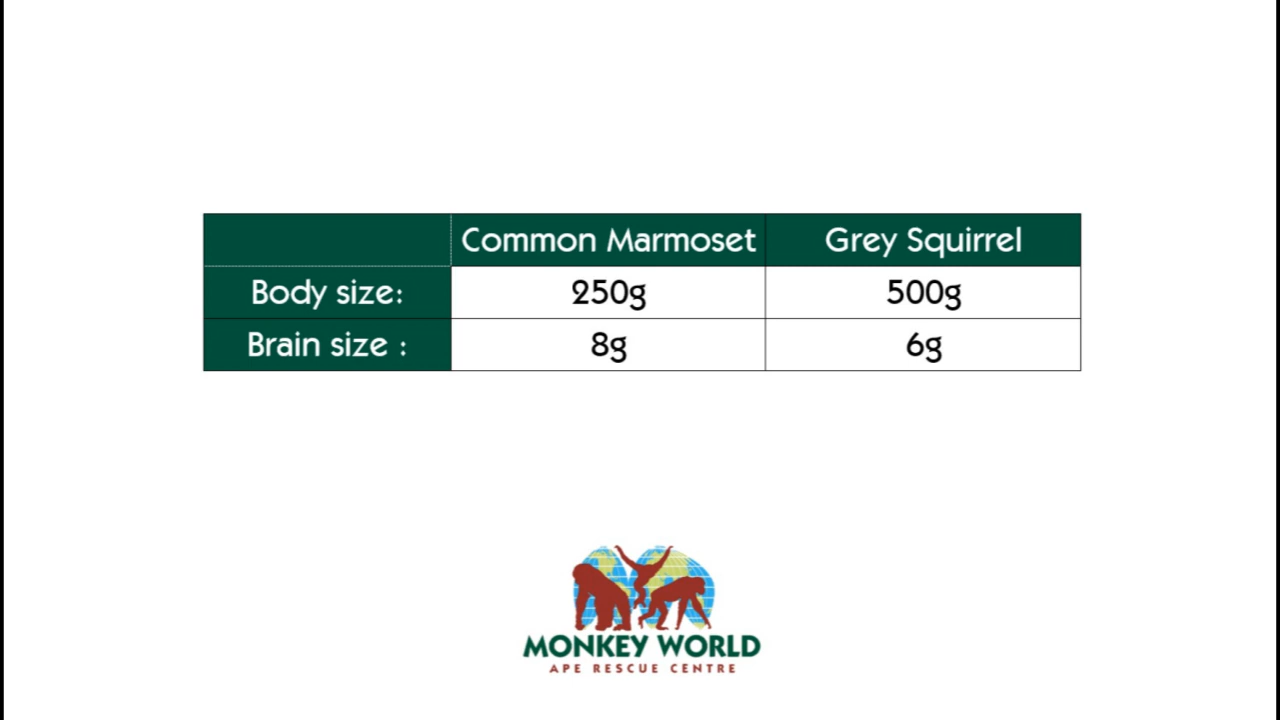 Common Marmoset Grey Squirrel
Body size: 250g 500g
Brain size : 8g 6g
MONKEY WORLD
APE RESCUE CENTRE